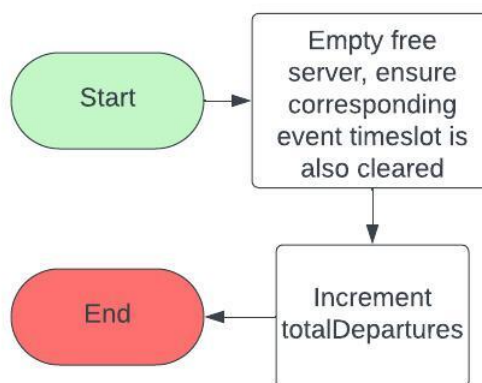 Start
Empty free
server, ensure
corresponding
event timeslot is
also cleared
Increment
totalDepartures
End